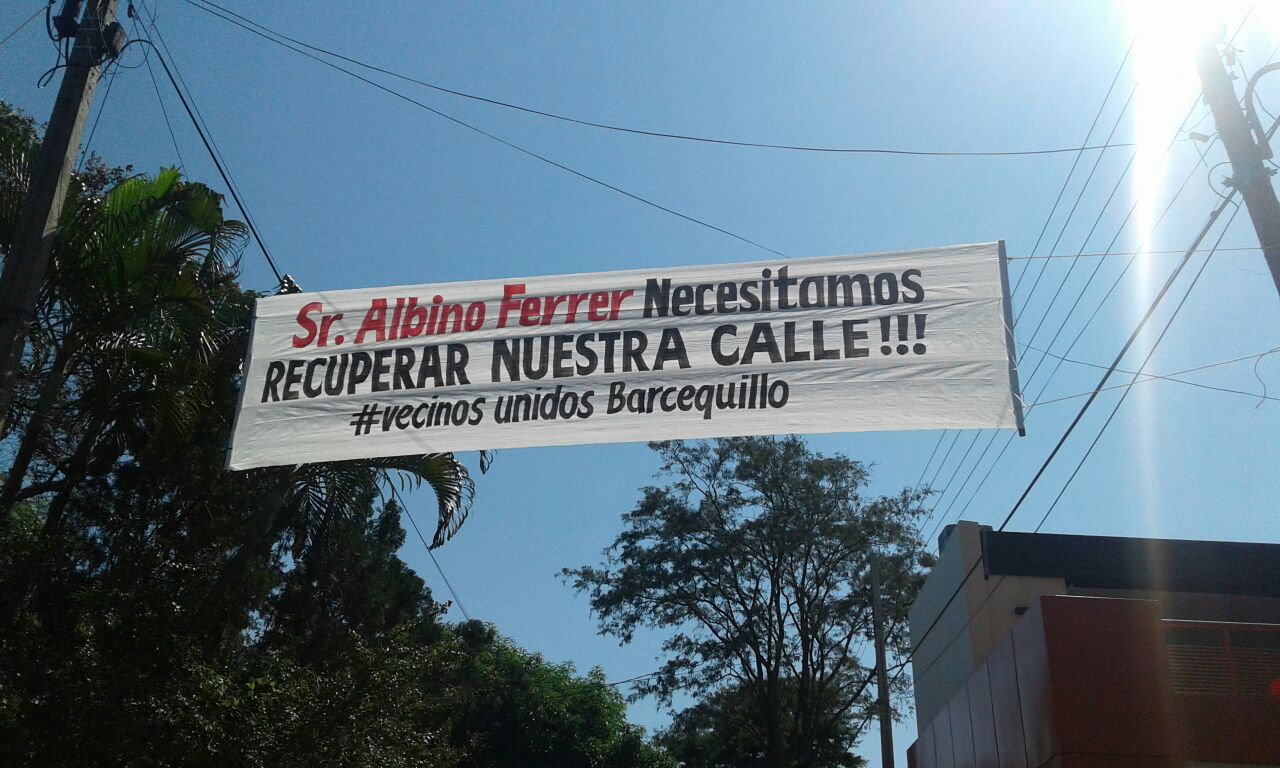 Sr. Albino Ferrer Necesitamos
RECUPERAR NUESTRA CALLE!!!
#vecinos unidos Barcequillo